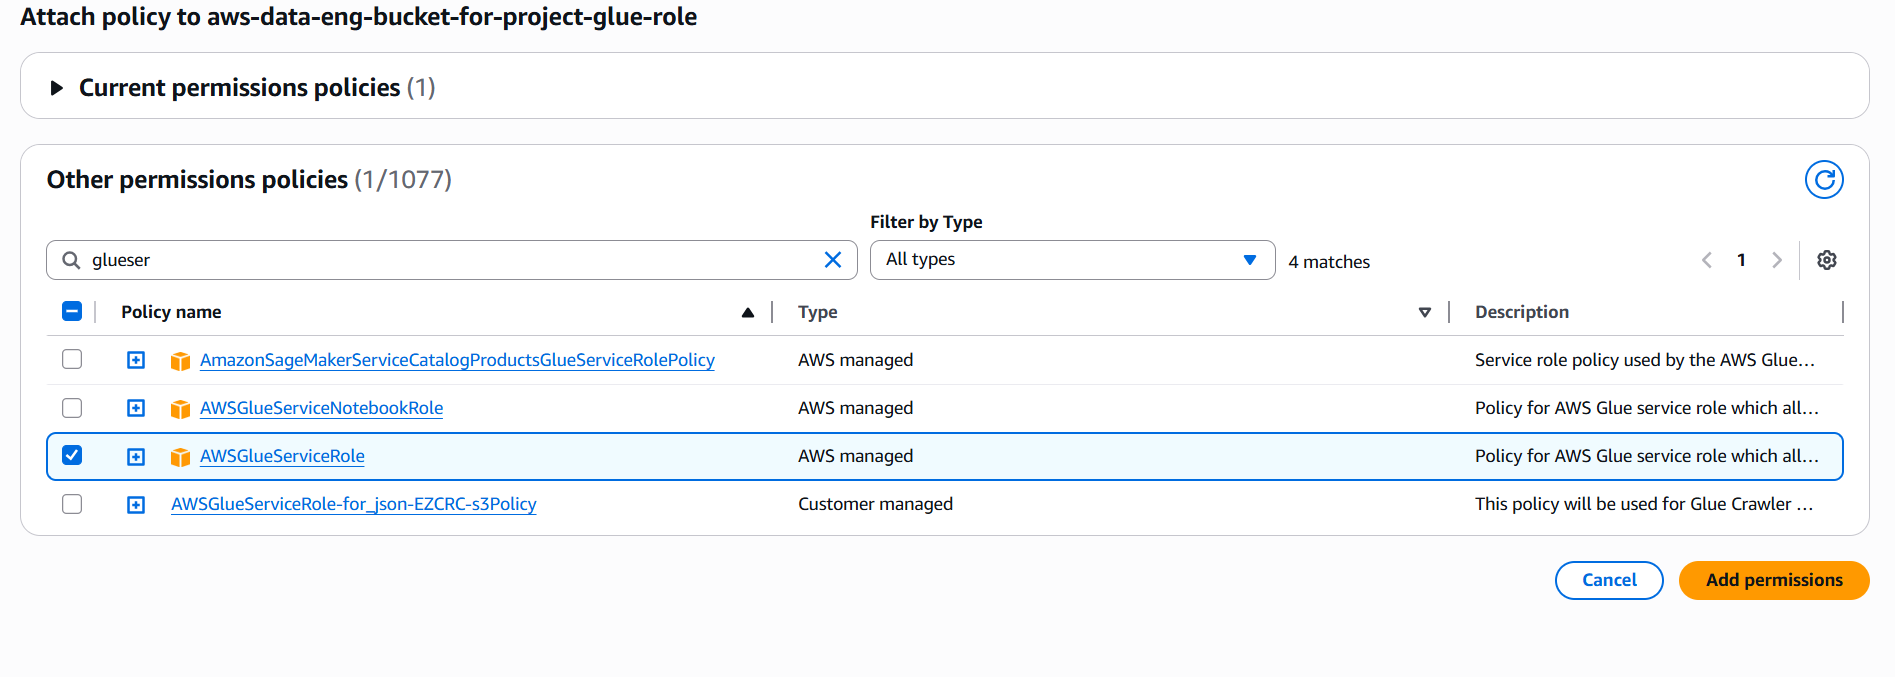 Attach policy to aws-data-eng-bucket-for-project-glue-role
Current permissions policies (1)
Other permissions policies (1/1077)
Filter by Type
glueser
All types
4 matches
1
Policy name
Type
Description
AmazonSageMakerServiceCatalogProductsGlueServiceRolePolicy
AWS managed
Service role policy used by the AWS Glue…
AWSGlueServiceNotebookRole
AWS managed
Policy for AWS Glue service role which all…
AWSGlueServiceRole
AWS managed
Policy for AWS Glue service role which all…
AWSGlueServiceRole-for_json-EZCRC-s3Policy
Customer managed
This policy will be used for Glue Crawler …
Cancel
Add permissions